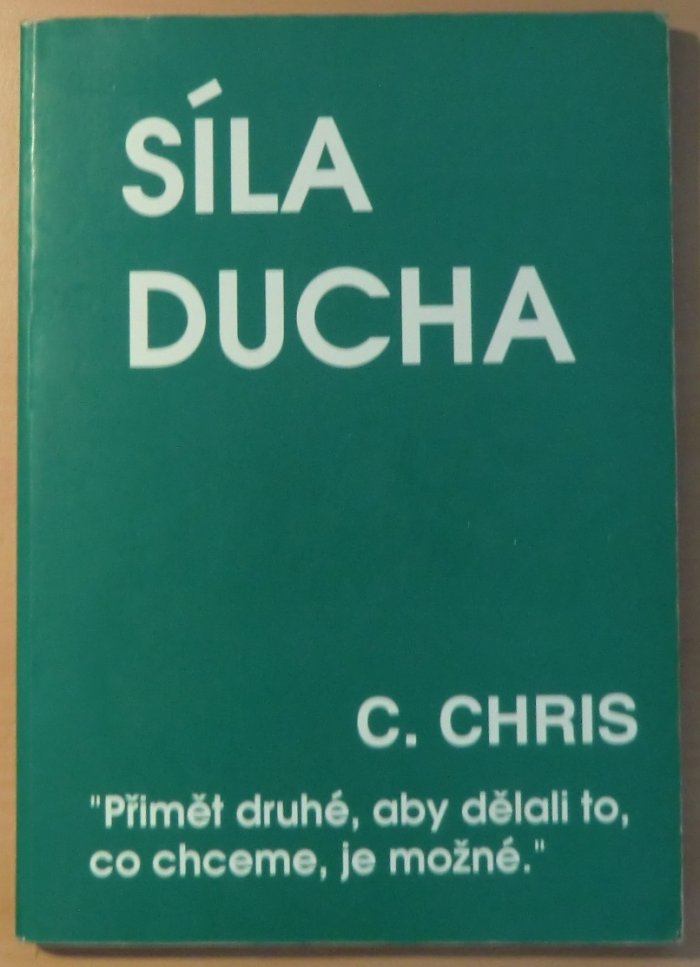 SÍLA
DUCHA
C. CHRIS
"Přimět druhé, aby dělali to,
co chceme, je možné."